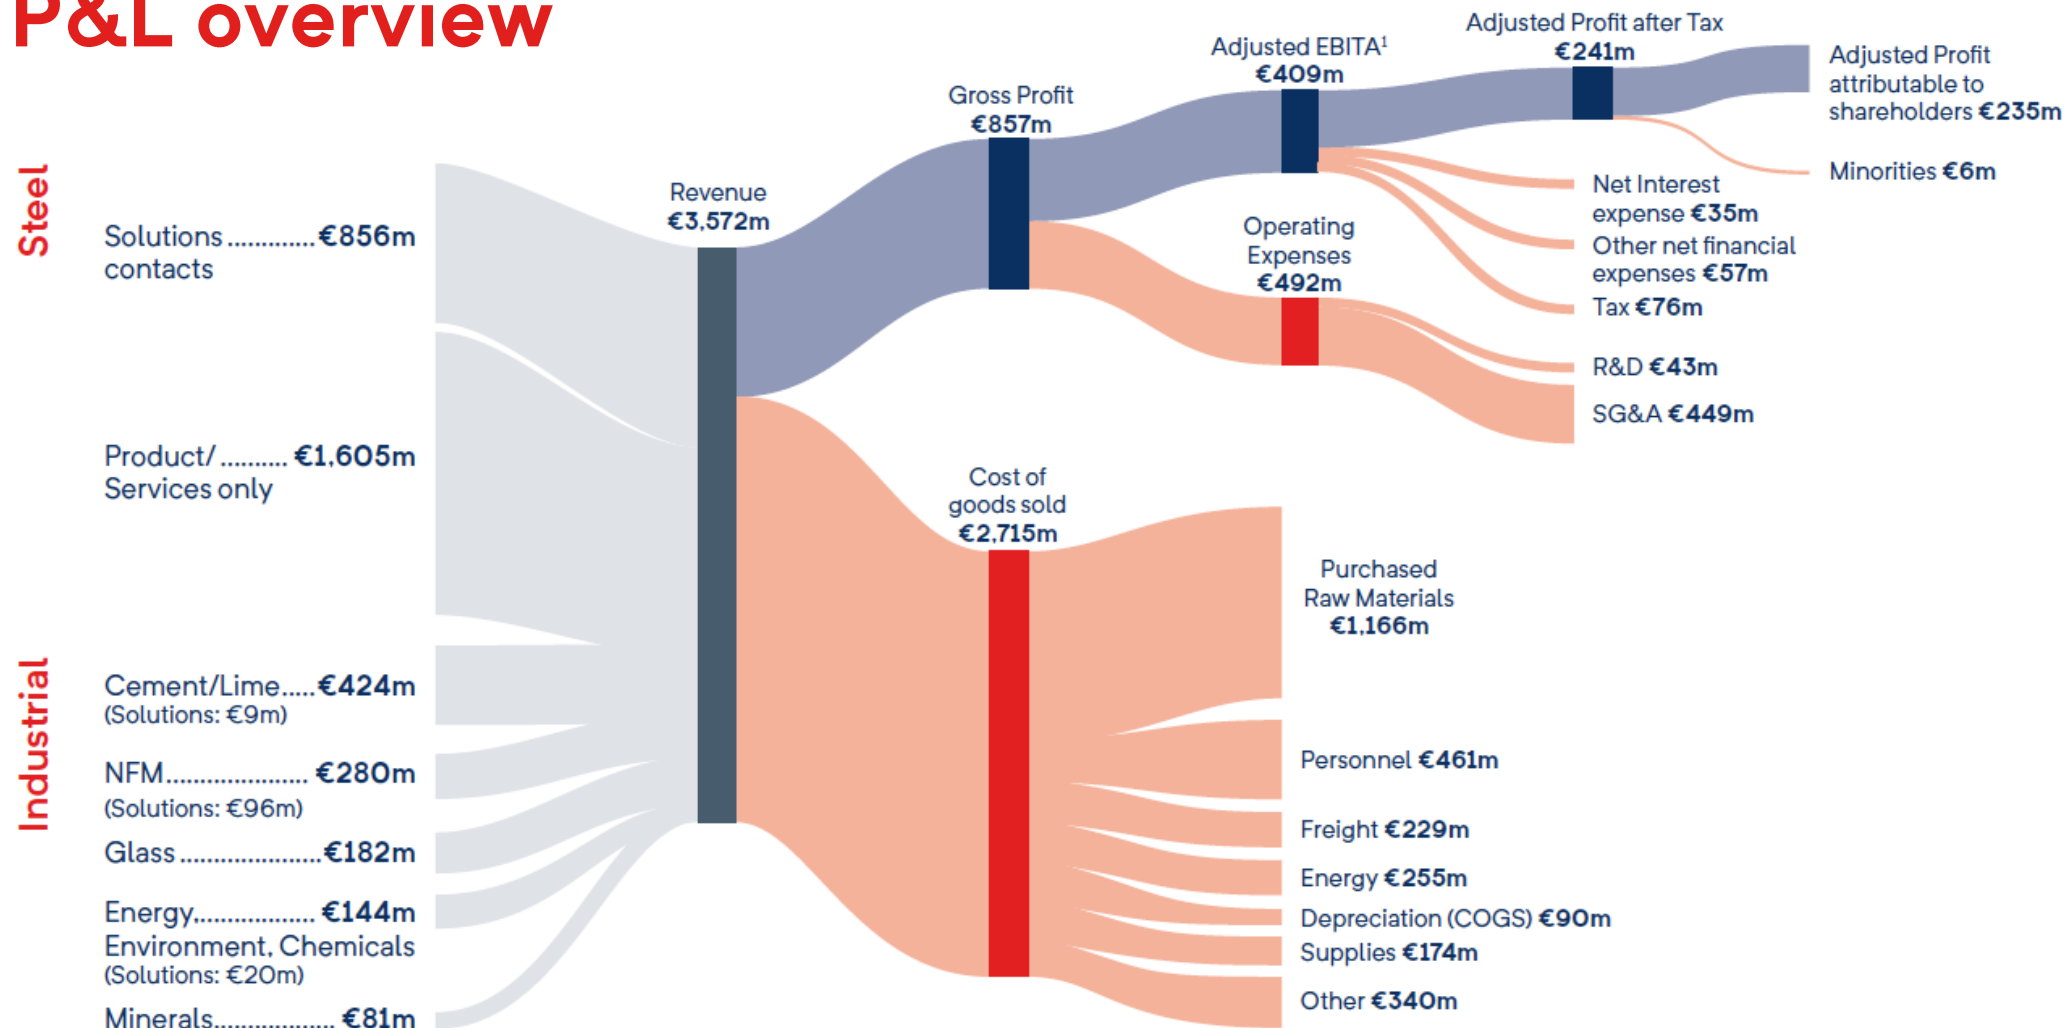 P&L overview
Steel
Solutions .............€856m
contacts
Product/ .......... €1,605m
Services only
Industrial
Cement/Lime.....€424m
(Solutions: €9m)
NFM..................... €280m
(Solutions: €96m)
Glass .....................€182m
Energy,................. €144m
Environment, Chemicals
(Solutions: €20m)
Minerals.................. €81m
Revenue
€3,572m
Gross Profit
€857m
Cost of
goods sold
€2,715m
Adjusted EBITA¹
€409m
Operating
Expenses
€492m
Adjusted Profit after Tax
€241m
Adjusted Profit
attributable to
shareholders €235m
Minorities €6m
Net Interest
expense €35m
Other net financial
expenses €57m
Tax €76m
R&D €43m
SG&A €449m
Purchased
Raw Materials
€1,166m
Personnel €461m
Freight €229m
Energy €255m
Depreciation (COGS) €90m
Supplies €174m
Other €340m